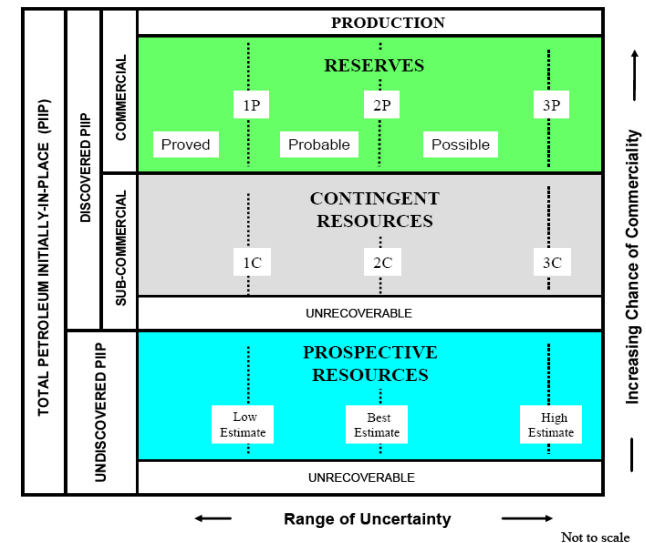 TOTAL PETROLEUM INITIALLY-IN-PLACE (PIIP)
DISCOVERED PIIP
UNDISCOVERED PIIP
COMMERCIAL
SUB-COMMERCIAL
PRODUCTION
RESERVES
1P
2P
3P
Proved
Probable
Possible
CONTINGENT
RESOURCES
1C
2C
3C
UNRECOVERABLE
PROSPECTIVE
RESOURCES
Low
Estimate
Best
Estimate
High
Estimate
UNRECOVERABLE
Increasing Chance of Commerciality
Range of Uncertainty
Not to scale